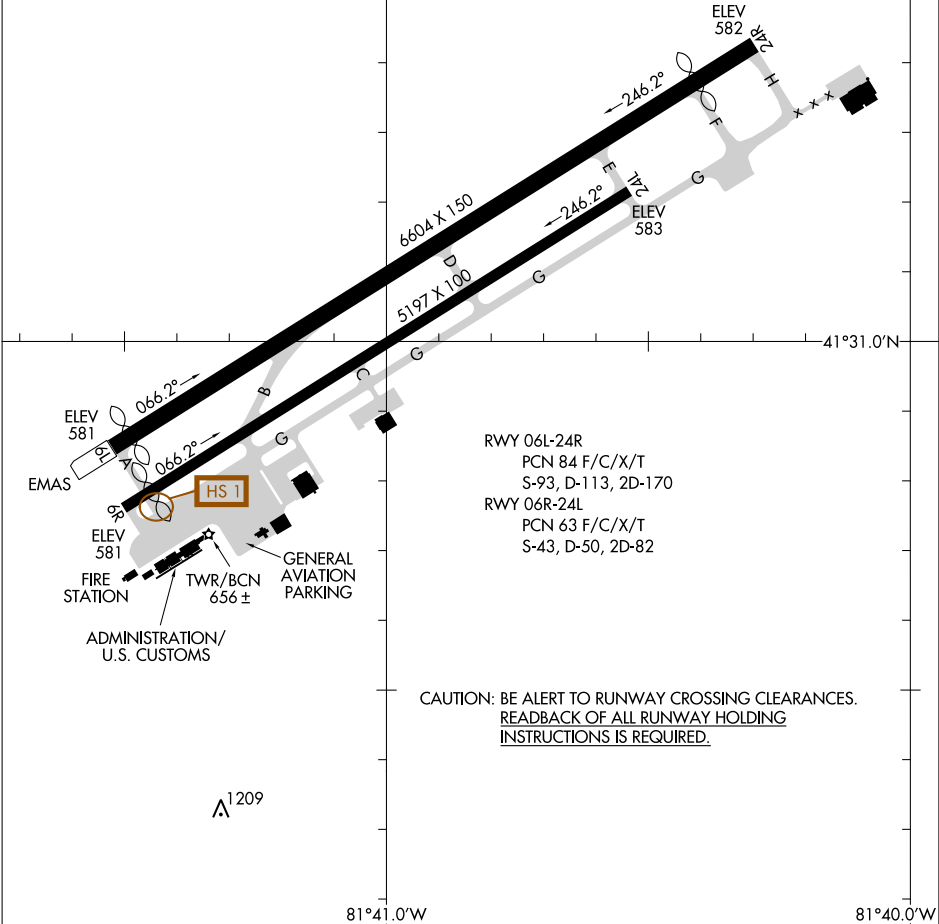 ELEV
582
24R
246.2°
H
F
E
24L
G
246.2°
ELEV
583
6604 X 150
D
G
5197 X 100
41°31.0'N
G
C
066.2°
B
ELEV
581
6L
G
A
066.2°
EMAS
HS 1
6R
ELEV
581
RWY 06L-24R
PCN 84 F/C/X/T
S-93, D-113, 2D-170
RWY 06R-24L
PCN 63 F/C/X/T
S-43, D-50, 2D-82
FIRE
STATION
TWR/BCN
656 ±
GENERAL
AVIATION
PARKING
ADMINISTRATION/
U.S. CUSTOMS
CAUTION: BE ALERT TO RUNWAY CROSSING CLEARANCES.
READBACK OF ALL RUNWAY HOLDING
INSTRUCTIONS IS REQUIRED.
1209
81°41.0'W
81°40.0'W